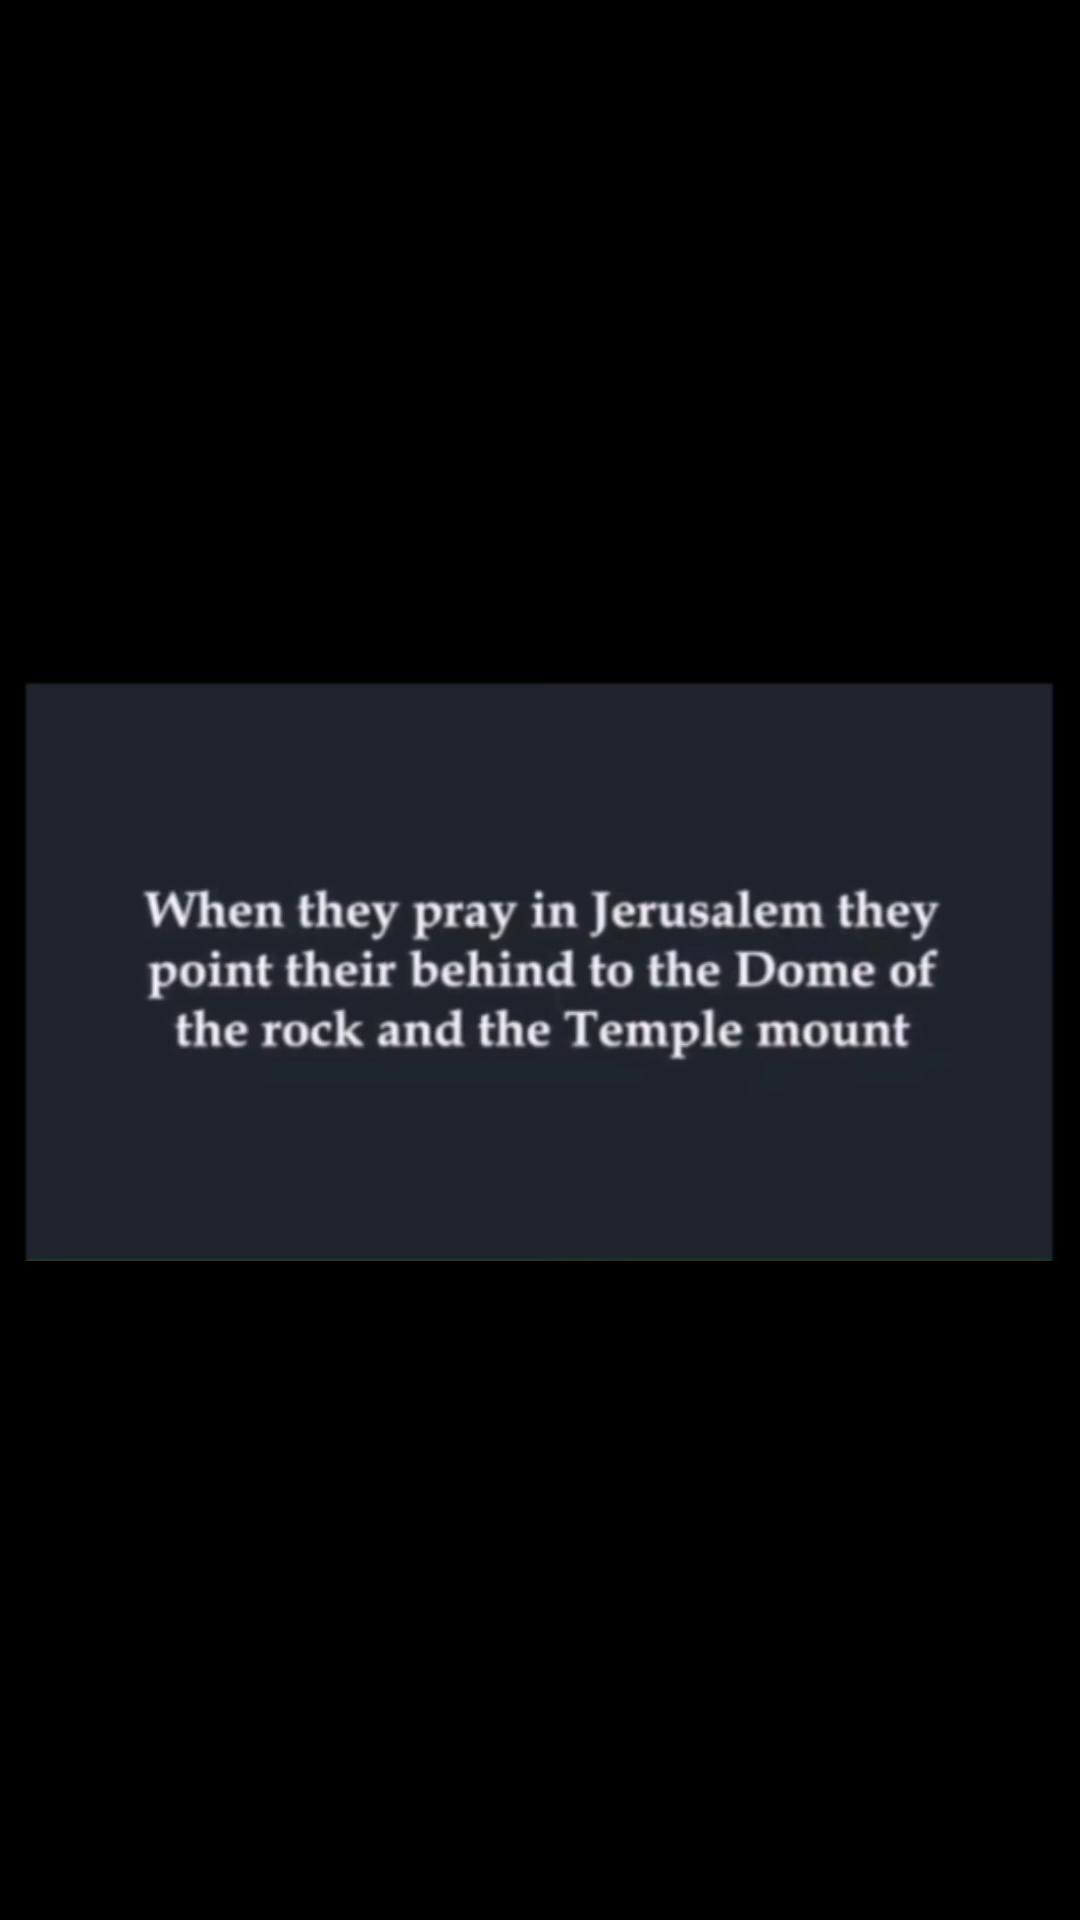 When they pray in Jerusalem they
point their behind to the Dome of
the rock and the Temple mount